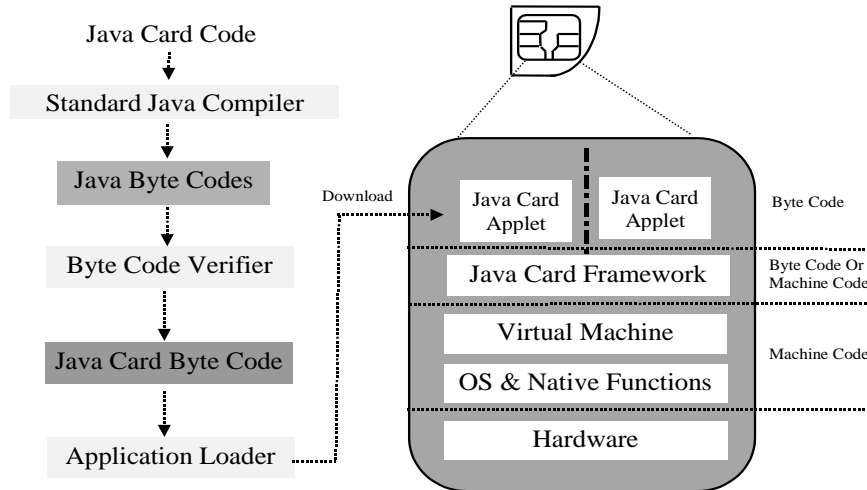 Java Card Code
Standard Java Compiler
Java Byte Codes
Byte Code Verifier
Java Card Byte Code
Application Loader
Download
Java Card
Applet
Java Card
Applet
Byte Code
Java Card Framework
Byte Code Or
Machine Code
Virtual Machine
OS & Native Functions
Machine Code
Hardware